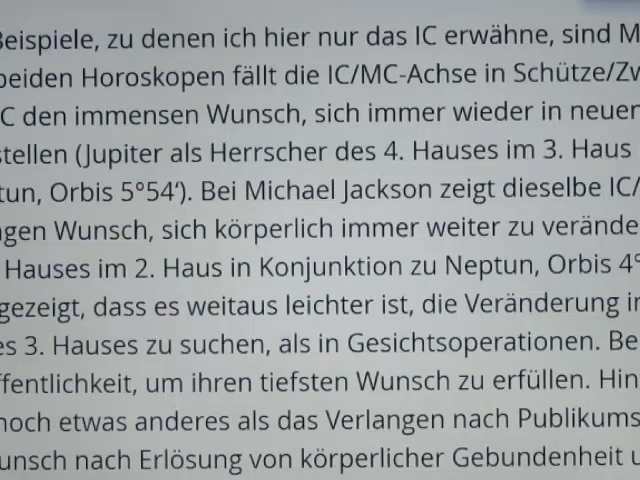 Beispiele, zu denen ich hier nur das IC erwähne, sind M
beiden Horoskopen fällt die IC/MC-Achse in Schütze/Zw
C den immensen Wunsch, sich immer wieder in neuen
stellen (Jupiter als Herrscher des 4. Hauses im 3. Haus
tun, Orbis 5°54‘). Bei Michael Jackson zeigt dieselbe IC/
ngen Wunsch, sich körperlich immer weiter zu verände
Hauses im 2. Haus in Konjunktion zu Neptun, Orbis 4°
gezeigt, dass es weitaus leichter ist, die Veränderung in
es 3. Hauses zu suchen, als in Gesichtsoperationen. Be
ffentlichkeit, um ihren tiefsten Wunsch zu erfüllen. Hin
noch etwas anderes als das Verlangen nach Publikums
unsch nach Erlösung von körperlicher Gebundenheit u